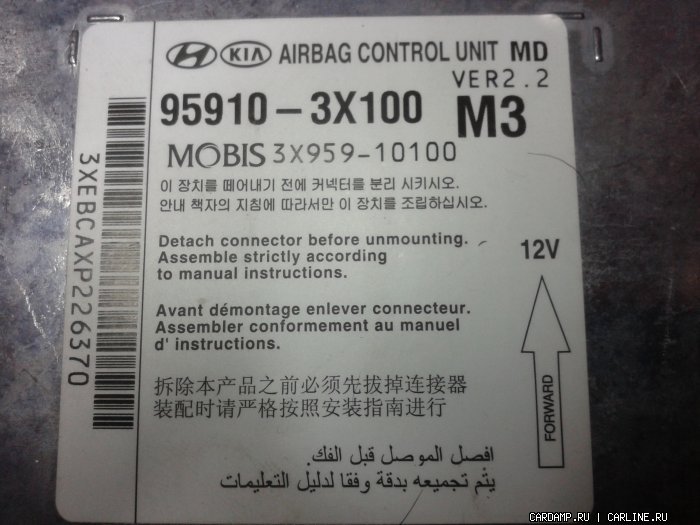 HYUNDAI KIA AIRBAG CONTROL UNIT MD
VER2.2
95910-3X100 M3
MOBIS 3X959-10100
이 장치를 떼어내기 전에 커넥터를 분리 시키시오.
안내 책자의 지침에 따라서만 이 장치를 조립하십시오.
Detach connector before unmounting.
Assemble strictly according
to manual instructions.
12V
Avant démontage enlever connecteur.
Assembler conformement au manuel
d' instructions.
拆除本产品之前必须先拔掉连接器
装配时请严格按照安装指南进行
افصل الموصل قبل الفك.
يتم تجميعه بدقة وفقا لدليل التعليمات
FORWARD
3XEBCAXP226370
CARDAMP.RU | CARLINE.RU